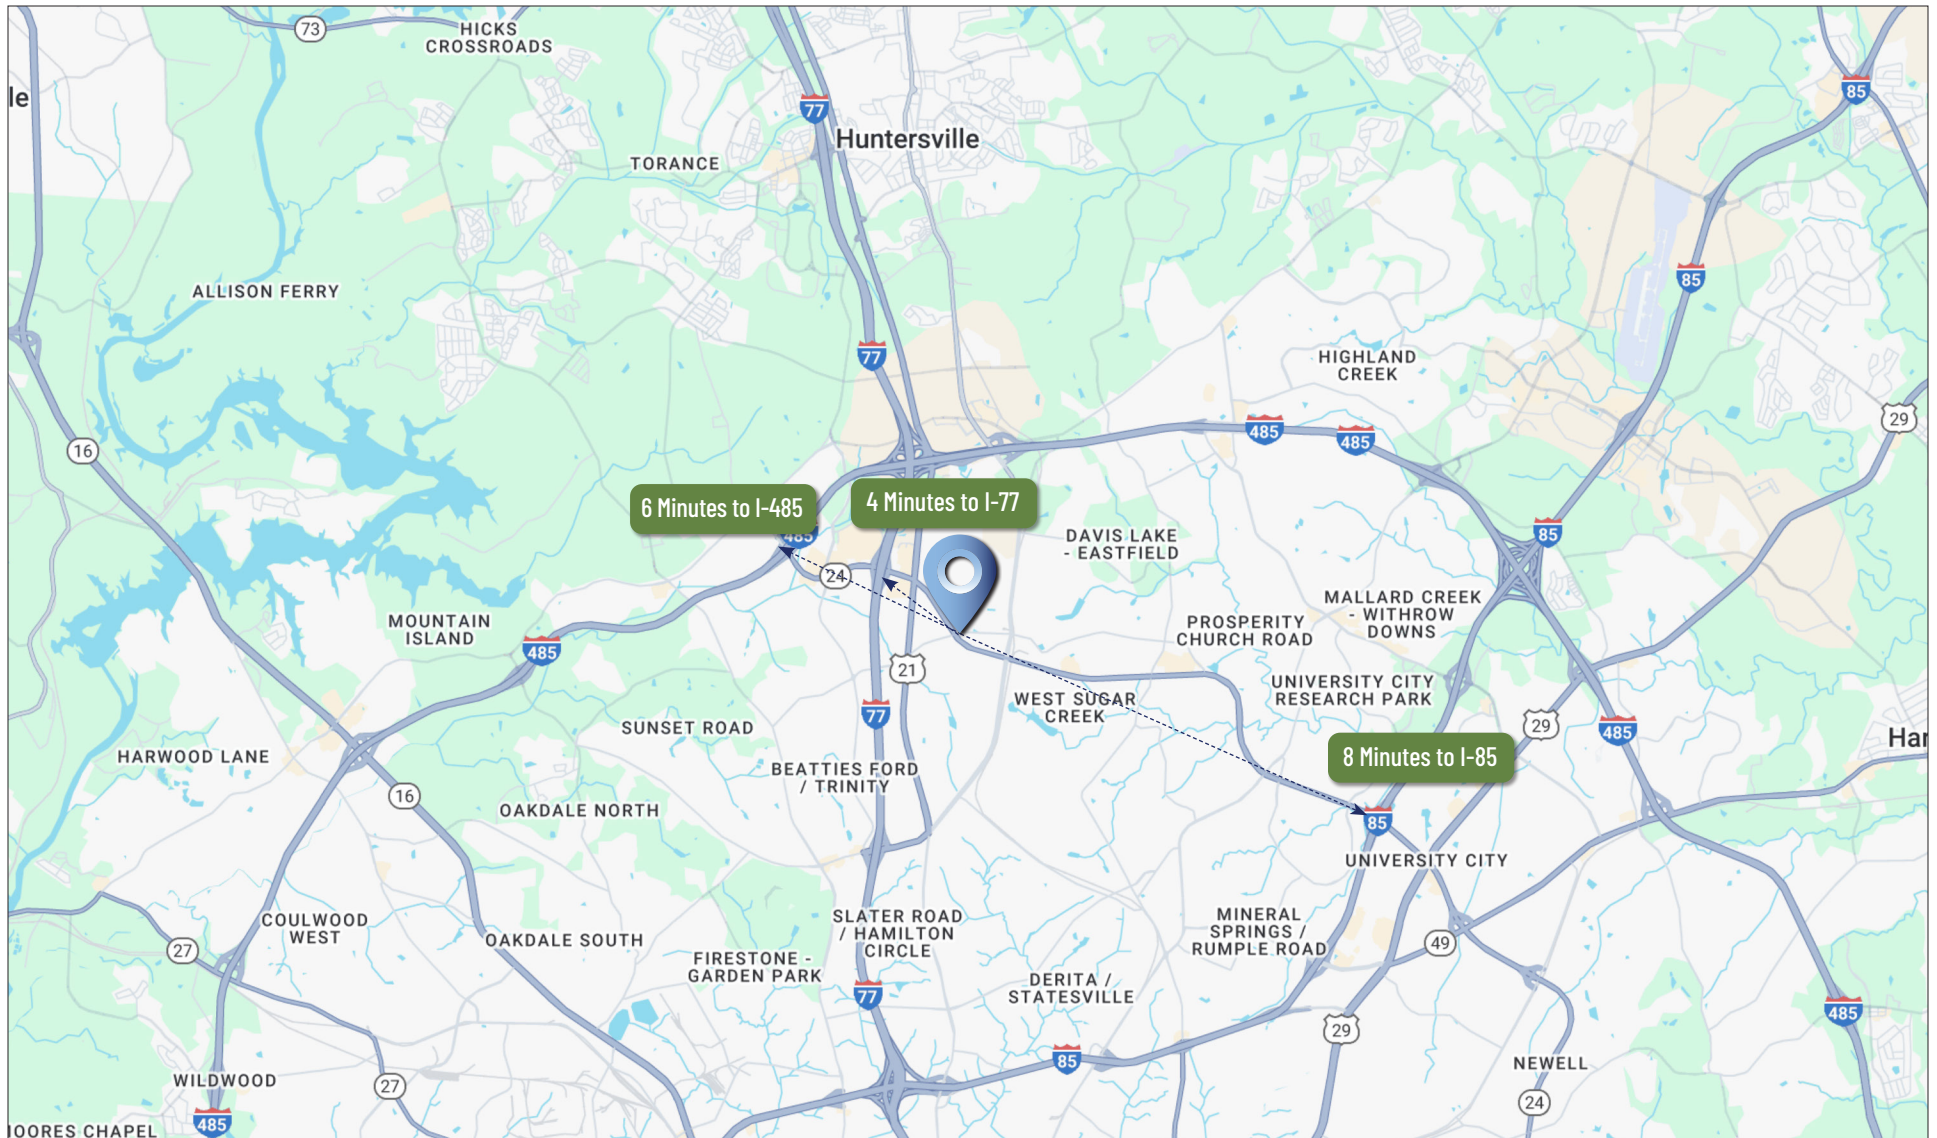 73
HICKS
CROSSROADS
77
85
le
Huntersville
TORANCE
85
ALLISON FERRY
77
HIGHLAND
CREEK
29
16
485
485
6 Minutes to I-485
4 Minutes to I-77
485
85
DAVIS LAKE
- EASTFIELD
24
MOUNTAIN
ISLAND
485
PROSPERITY
CHURCH ROAD
MALLARD CREEK
- WITHROW
DOWNS
21
UNIVERSITY CITY
RESEARCH PARK
WEST SUGAR
CREEK
77
SUNSET ROAD
29
485
Har
HARWOOD LANE
8 Minutes to I-85
BEATTIES FORD
/ TRINITY
16
OAKDALE NORTH
85
UNIVERSITY CITY
COULWOOD
WEST
27
OAKDALE SOUTH
SLATER ROAD
/ HAMILTON
CIRCLE
MINERAL
SPRINGS /
RUMPLE ROAD
49
FIRESTONE -
GARDEN PARK
77
DERITA /
STATESVILLE
485
29
85
NEWELL
WILDWOOD
27
24
485
IOORES CHAPEL